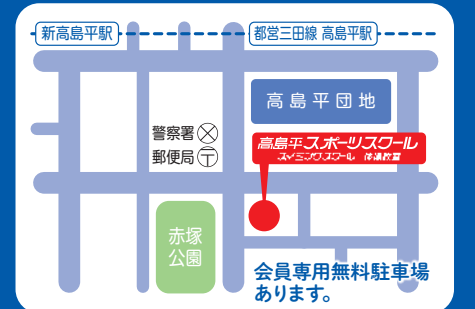 新高島平駅
都営三田線 高島平駅
高島平団地
警察署
郵便局〒
高島平スポーツスクール
スイミングスクール 体操教室
赤塚
公園
会員専用無料駐車場
あります。